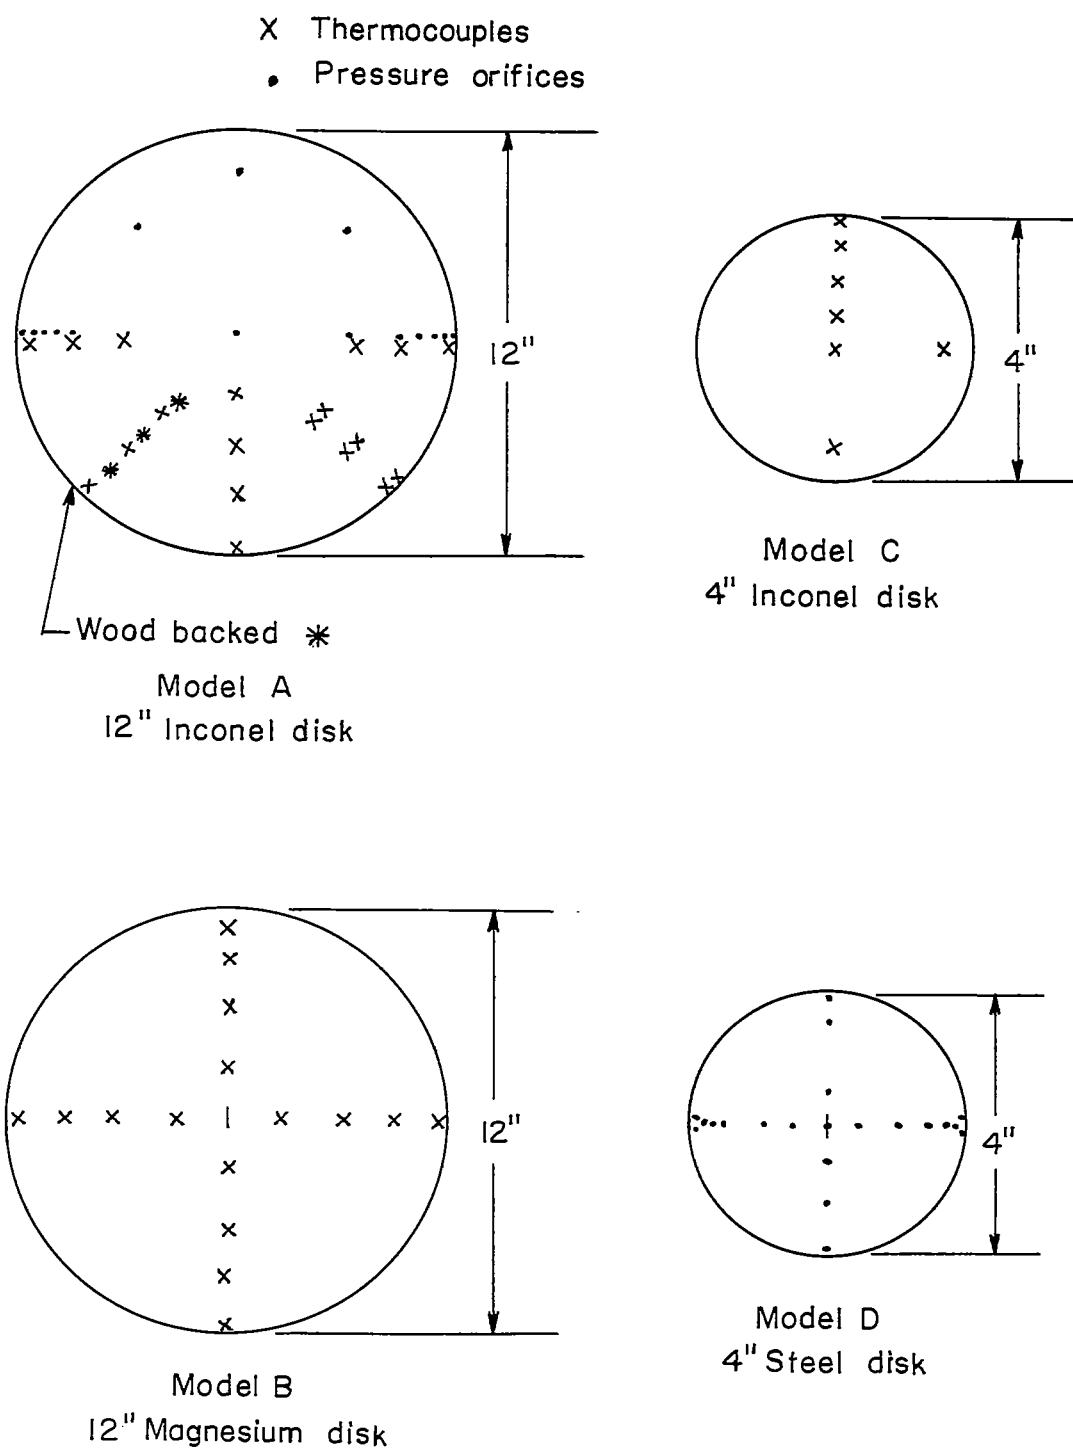 X Thermocouples
• Pressure orifices
12"
4"
Wood backed *
Model A
12" Inconel disk
Model C
4" Inconel disk
12"
4"
Model B
12" Magnesium disk
Model D
4" Steel disk